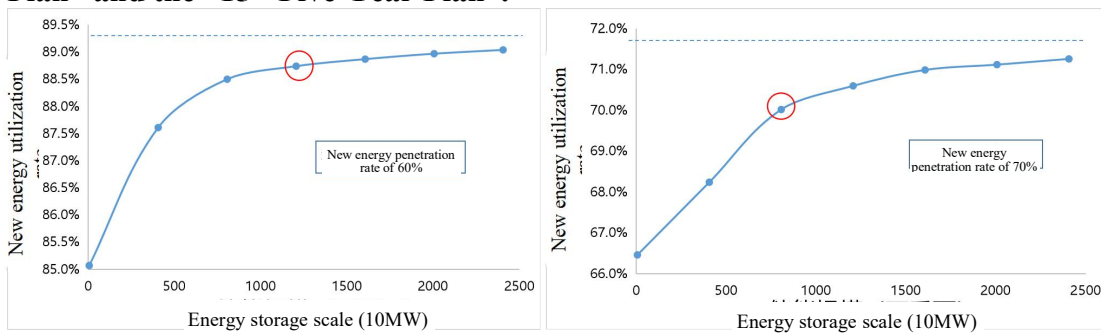 Plan" and the "15th Five-Year Plan".
89.5%
89.0%
88.5%
88.0%
87.5%
87.0%
86.5%
86.0%
85.5%
85.0%
New energy utilization
New energy penetration
rate of 60%
0 500 1000 1500 2000 2500
Energy storage scale (10MW)
72.0%
71.0%
70.0%
69.0%
68.0%
67.0%
66.0%
New energy utilization
New energy
penetration rate of 70%
0 500 1000 1500 2000 2500
Energy storage scale (10MW)